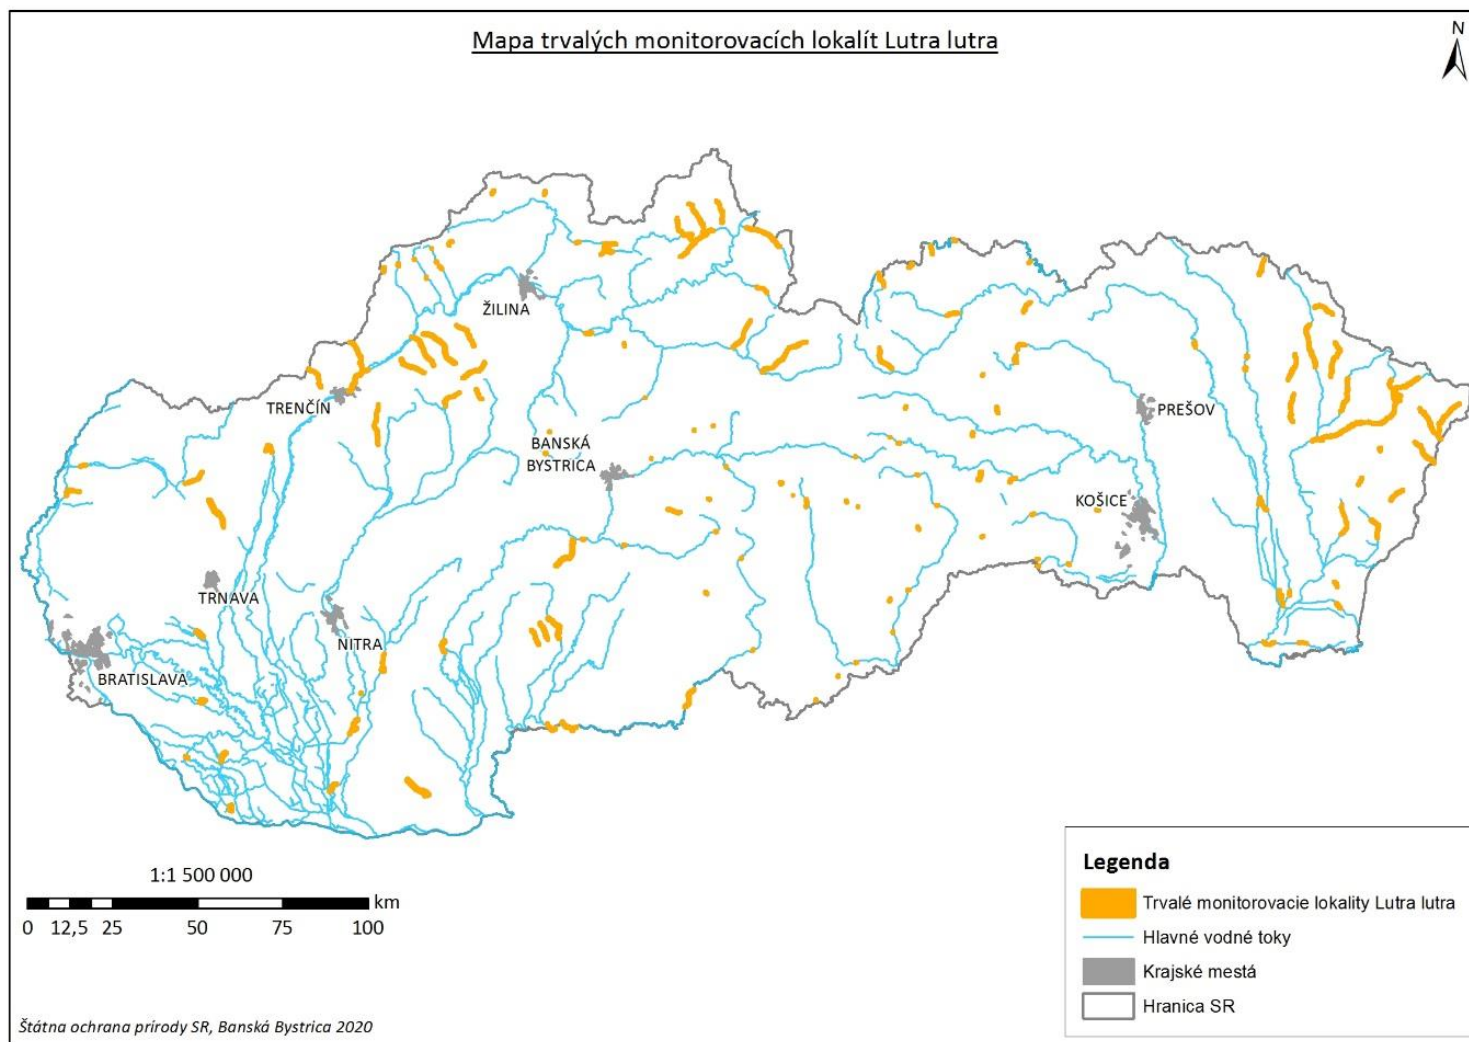 Mapa trvalých monitorovacích lokalít Lutra lutra
N
ŽILINA
TRENČÍN
PREŠOV
BANSKÁ
BYSTRICA
KOŠICE
TRNAVA
NITRA
BRATISLAVA
1:1 500 000
km
0 12,5 25 50 75 100
Legenda
Trvalé monitorovacie lokality Lutra lutra
Hlavné vodné toky
Krajské mestá
Hranica SR
Štátna ochrana prírody SR, Banská Bystrica 2020